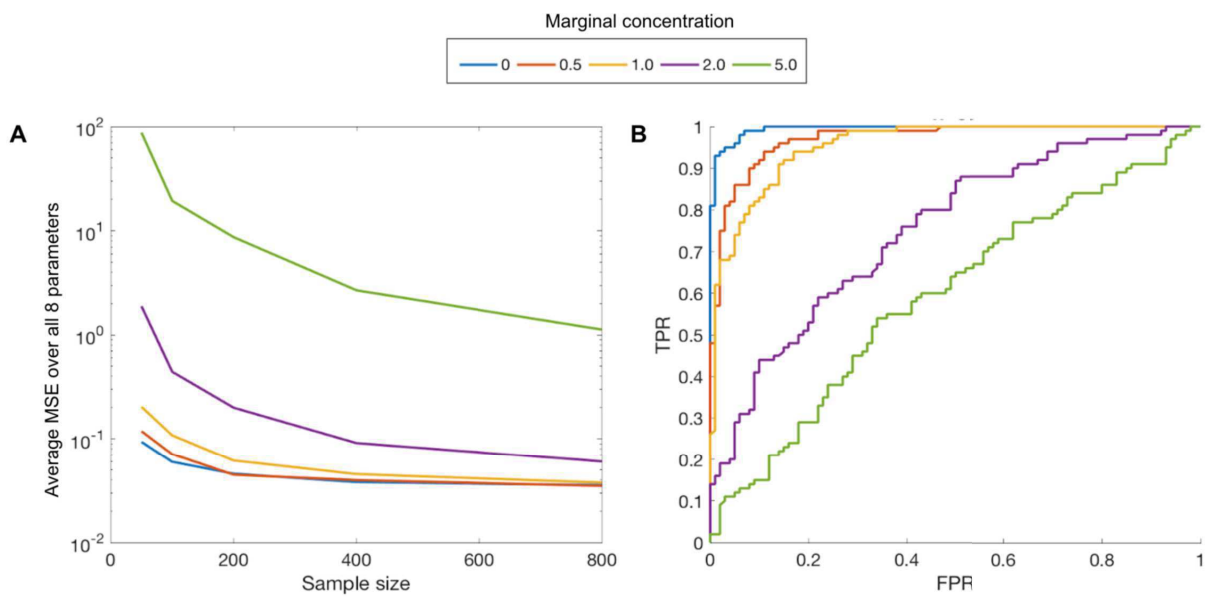 Marginal concentration
0 0.5 1.0 2.0 5.0
A
10^2
10^1
10^0
10^-1
10^-2
Average MSE over all 8 parameters
0 200 400 600 800
Sample size
B
1
0.9
0.8
0.7
0.6
0.5
0.4
0.3
0.2
0.1
0
TPR
0 0.2 0.4 0.6 0.8 1
FPR